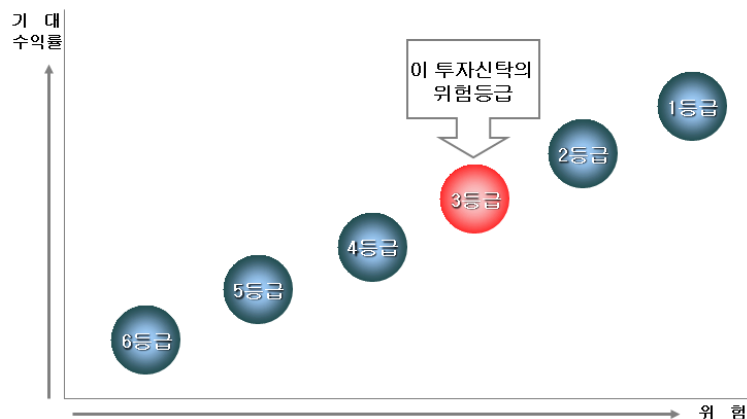 기 대
수익률
이 투자신탁의
위험등급
1등급
2등급
3등급
4등급
5등급
6등급
위 험